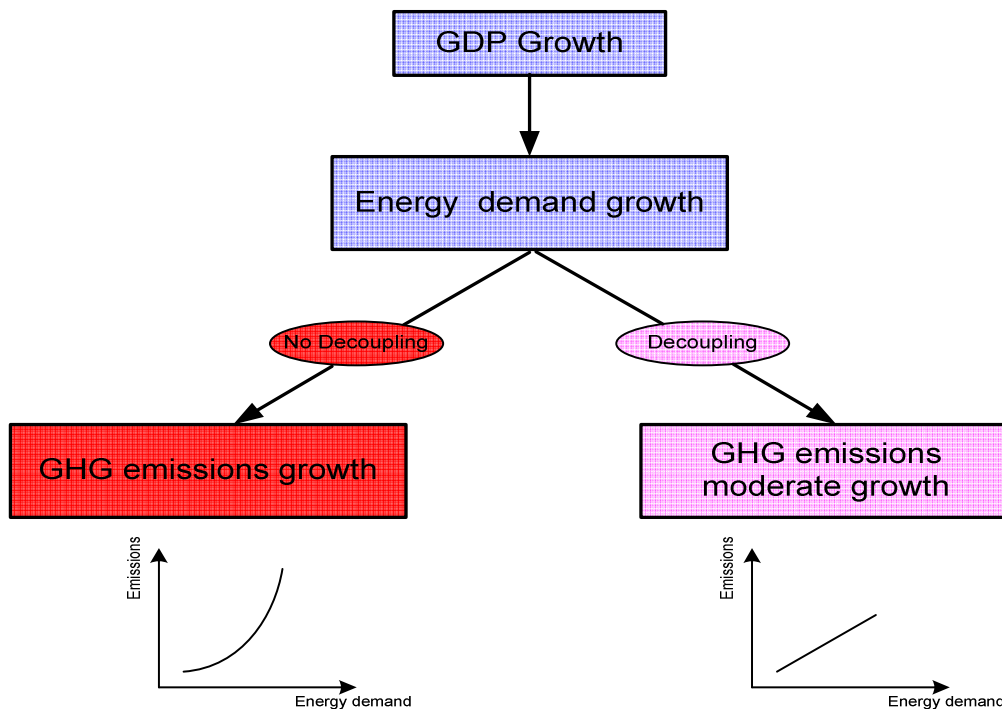 GDP Growth
Energy demand growth
No Decoupling
Decoupling
GHG emissions growth
GHG emissions
moderate growth
Emissions
Energy demand
Emissions
Energy demand